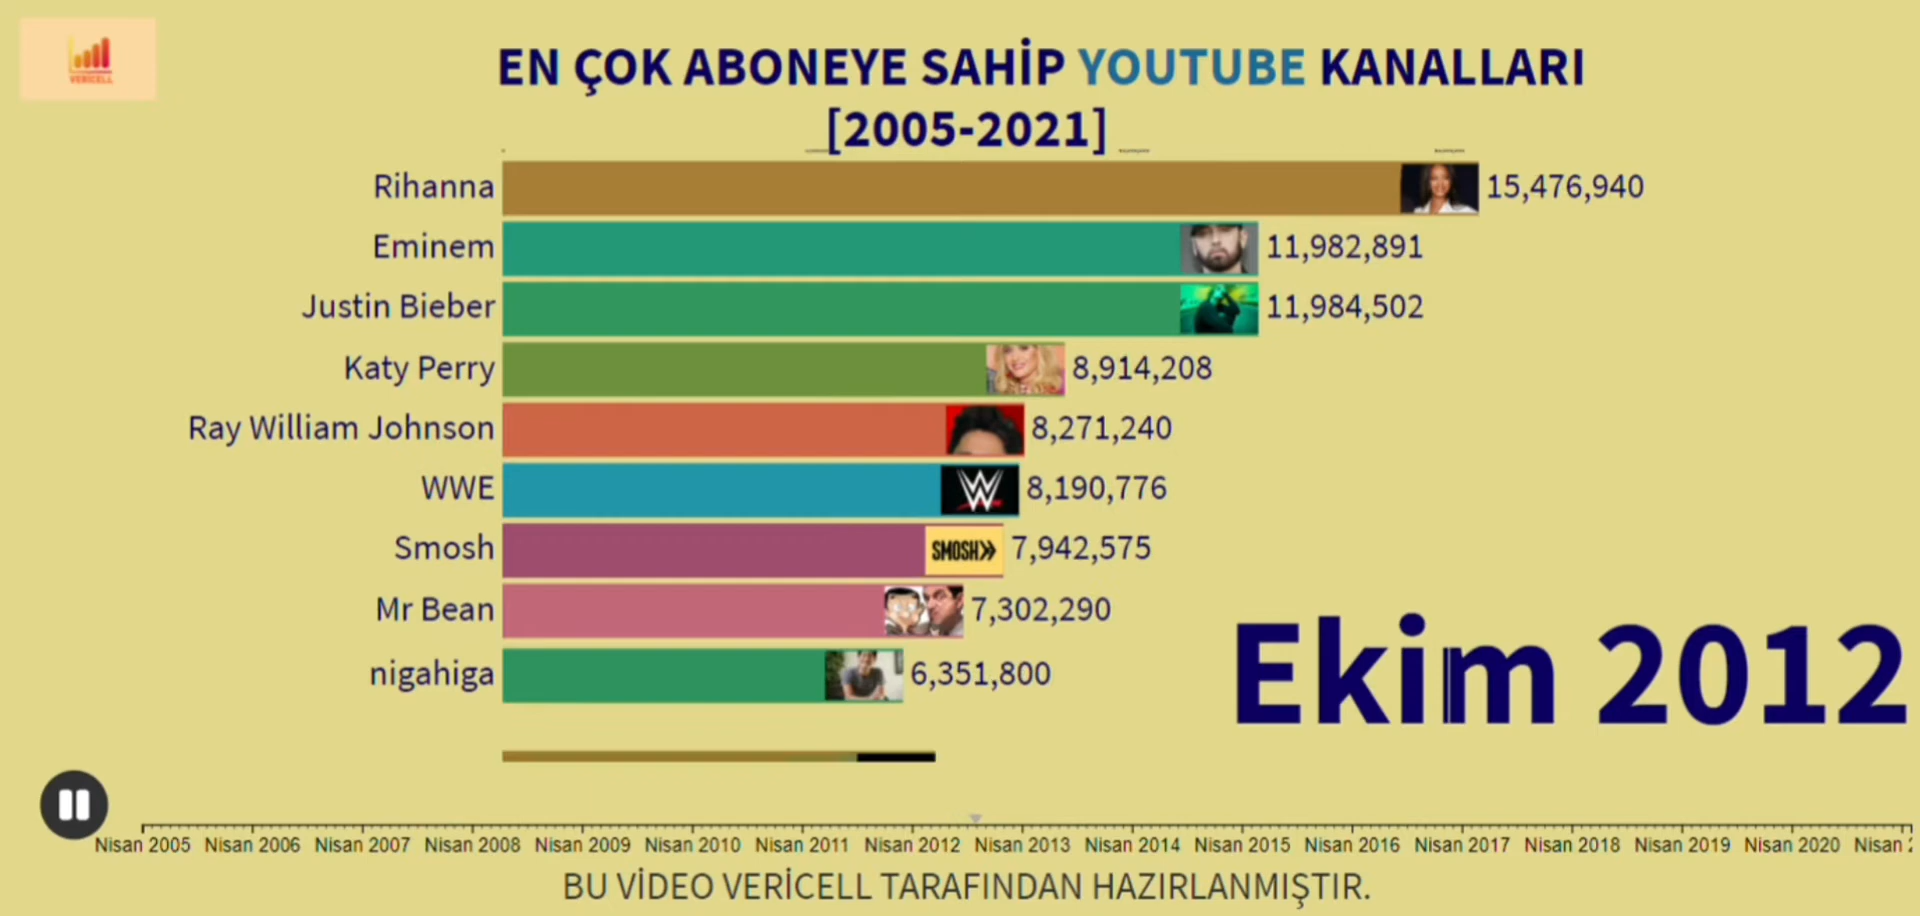 VERİCELL
EN ÇOK ABONEYE SAHİP YOUTUBE KANALLARI
[2005-2021]
Rihanna 15,476,940
Eminem 11,982,891
Justin Bieber 11,984,502
Katy Perry 8,914,208
Ray William Johnson 8,271,240
WWE W 8,190,776
Smosh SMOSH 7,942,575
Mr Bean 7,302,290
nigahiga 6,351,800
Ekim 2012
Nisan 2005 Nisan 2006 Nisan 2007 Nisan 2008 Nisan 2009 Nisan 2010 Nisan 2011 Nisan 2012 Nisan 2013 Nisan 2014 Nisan 2015 Nisan 2016 Nisan 2017 Nisan 2018 Nisan 2019 Nisan 2020 Nisan
BU VİDEO VERİCELL TARAFINDAN HAZIRLANMIŞTIR.